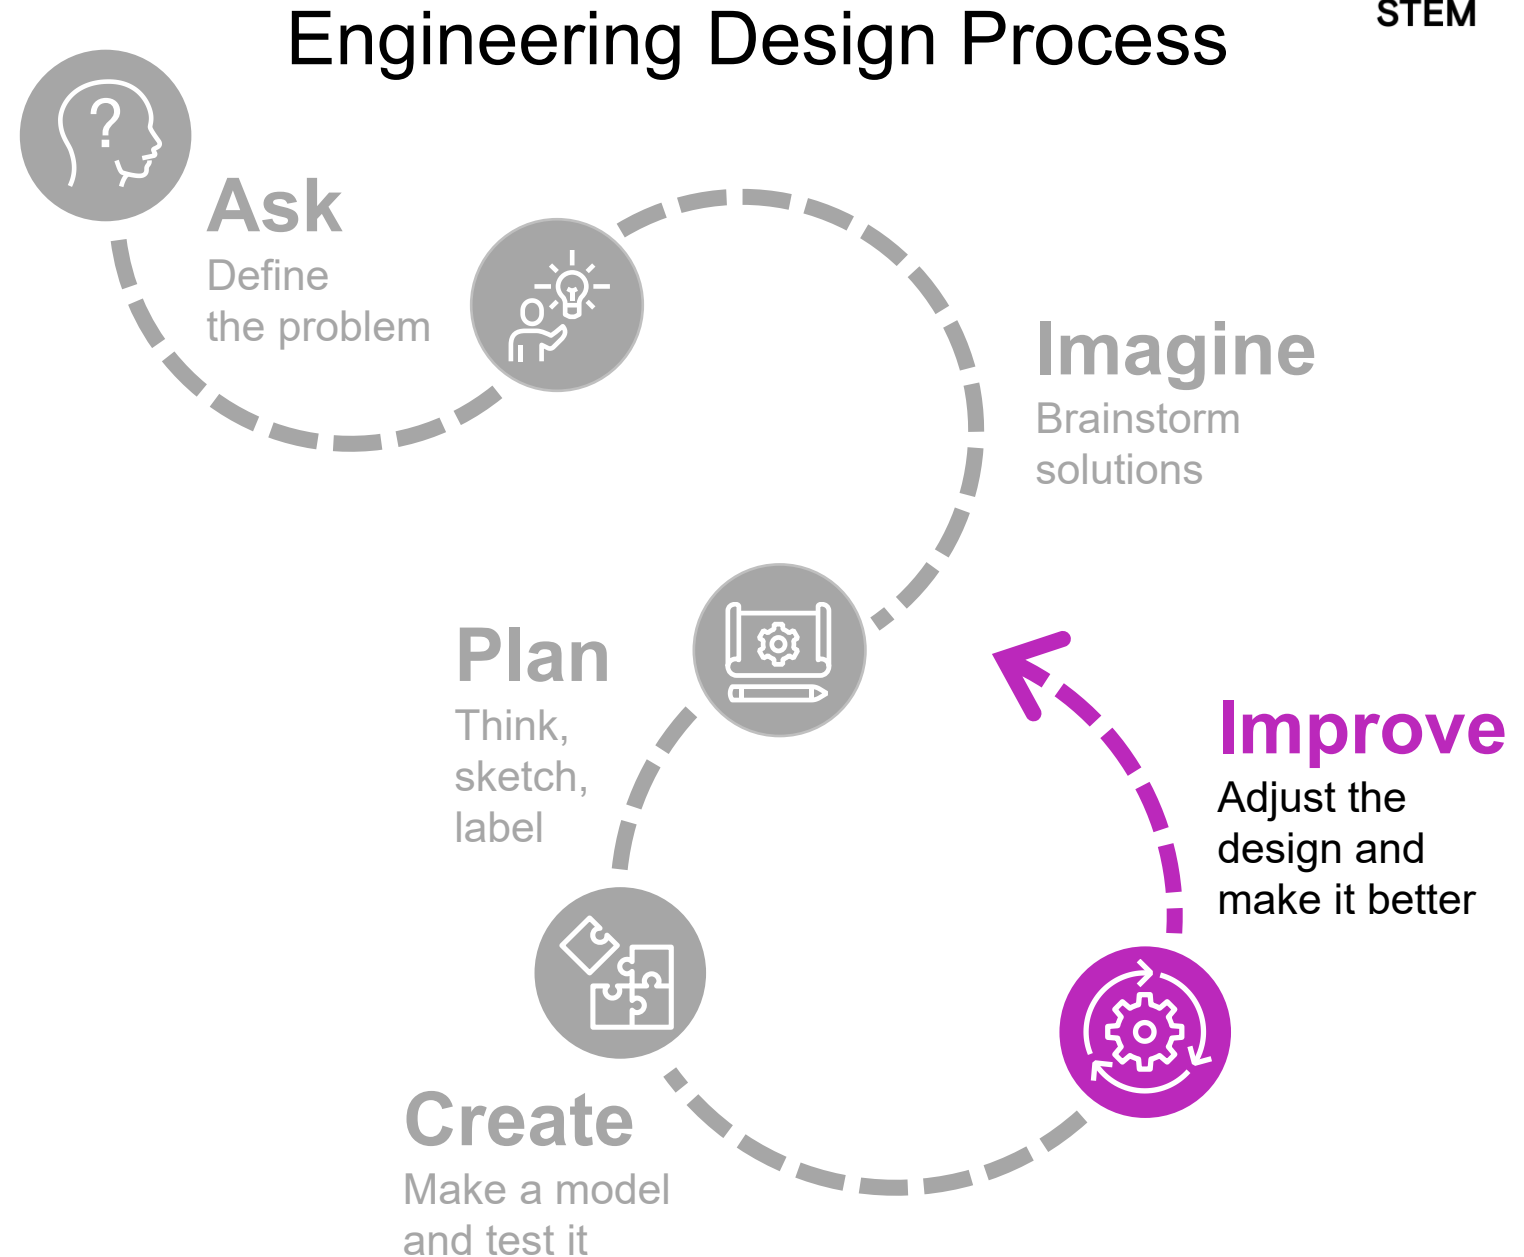 Engineering Design Process
STEM
?
Ask
Define
the problem
Imagine
Brainstorm
solutions
Plan
Think,
sketch,
label
Improve
Adjust the
design and
make it better
Create
Make a model
and test it